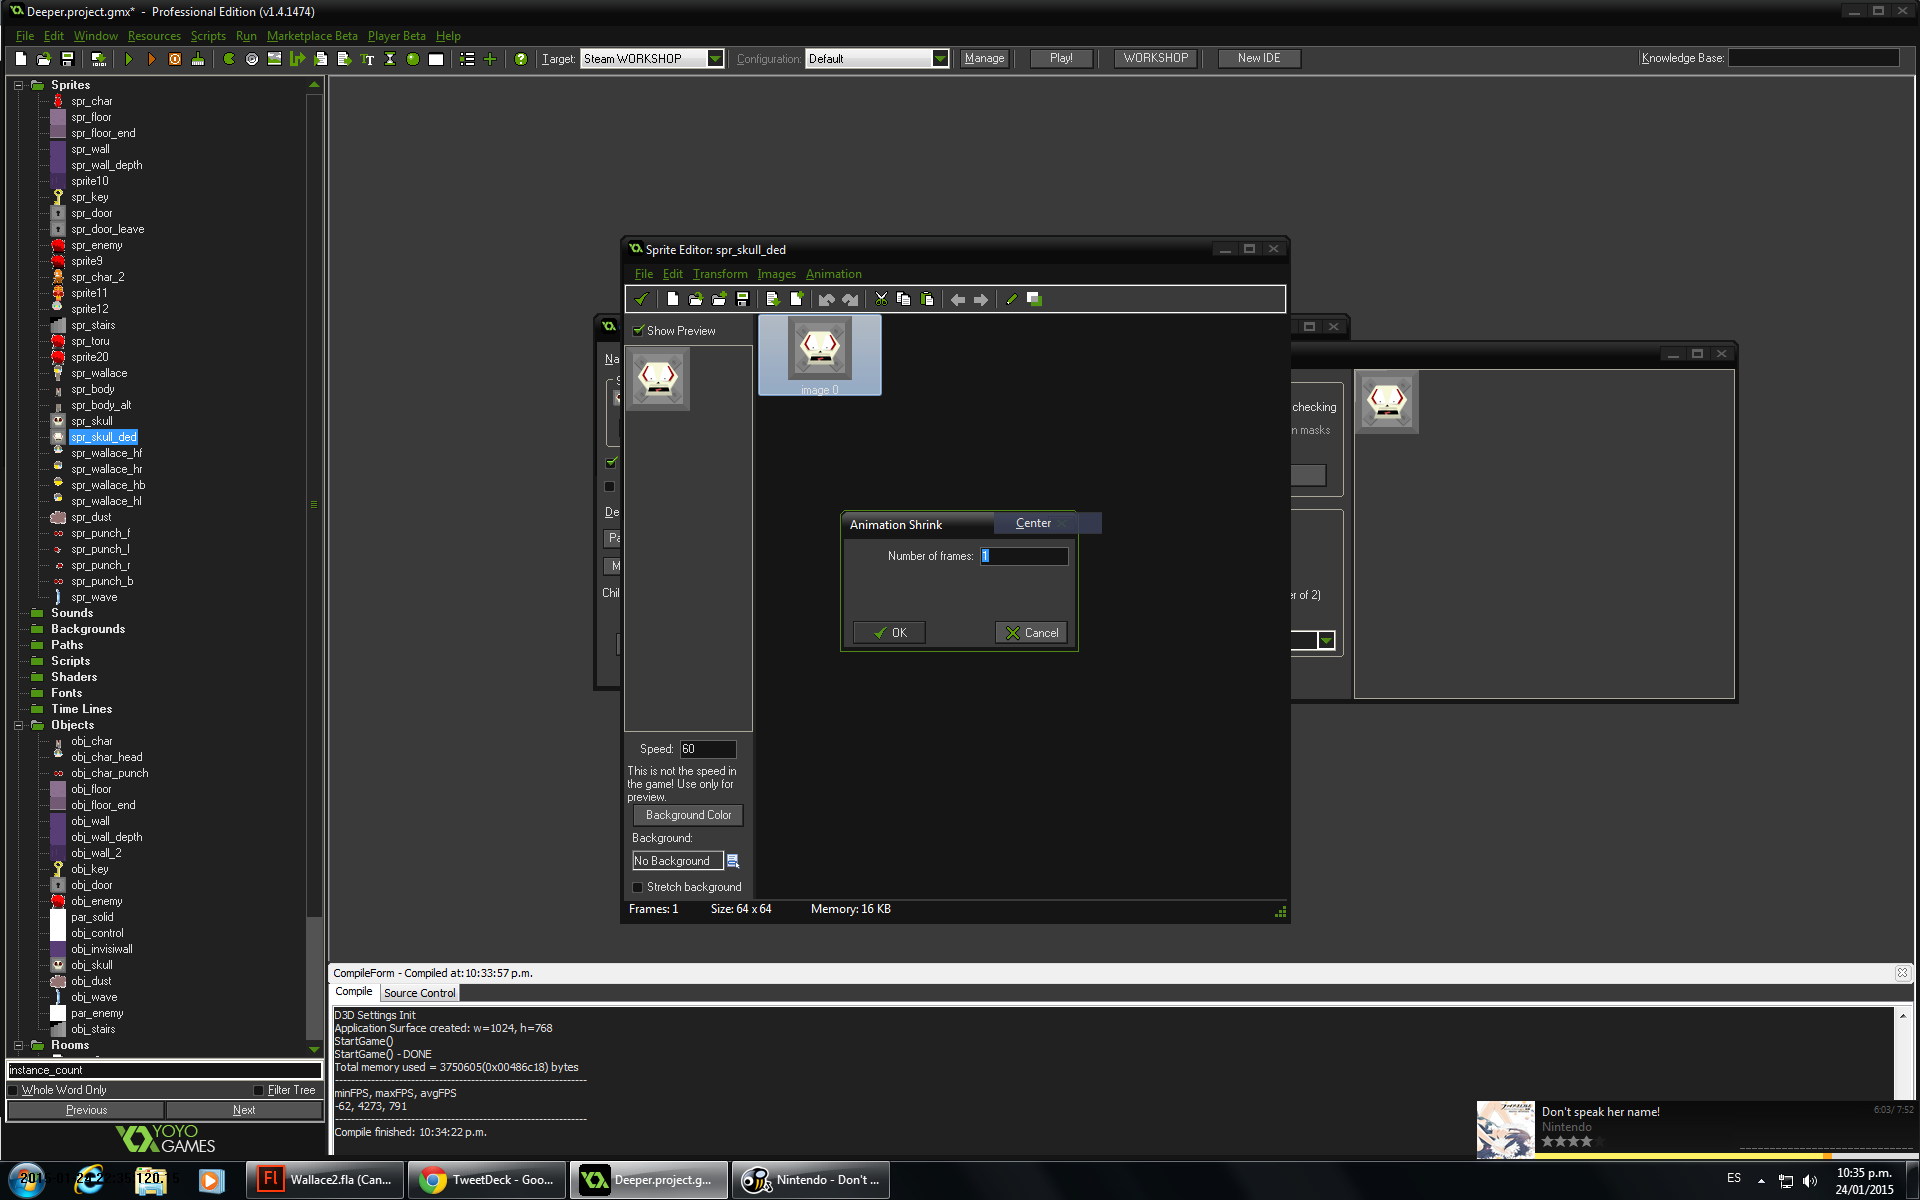 Deeper.project.gmx* - Professional Edition (v1.4.1474)
File Edit Window Resources Scripts Run Marketplace Beta Player Beta Help
Target: Steam WORKSHOP Configuration: Default Manage Play! WORKSHOP New IDE Knowledge Base:
Sprites
spr_char
spr_floor
spr_floor_end
spr_wall
spr_wall_depth
sprite10
spr_key
spr_door
spr_door_leave
spr_enemy
sprite9
spr_char_2
sprite11
sprite12
spr_stairs
spr_toru
sprite20
spr_wallace
spr_body
spr_body_alt
spr_skull
spr_skull_ded
spr_wallace_hf
spr_wallace_hr
spr_wallace_hb
spr_wallace_hl
spr_dust
spr_punch_f
spr_punch_l
spr_punch_r
spr_punch_b
spr_wave
Sounds
Backgrounds
Paths
Scripts
Shaders
Fonts
Time Lines
Objects
obj_char
obj_char_head
obj_char_punch
obj_floor
obj_floor_end
obj_wall
obj_wall_depth
obj_wall_2
obj_key
obj_door
obj_enemy
par_solid
obj_control
obj_invisiwall
obj_skull
obj_dust
obj_wave
par_enemy
obj_stairs
Rooms
instance_count
Whole Word Only Filter Tree
Previous Next
YOYO
GAMES
Sprite Editor: spr_skull_ded
File Edit Transform Images Animation
Show Preview
image 0
Na
De
Pa
M
Chil
checking
n masks
er of 2)
Animation Shrink
Center
Number of frames: 1
OK Cancel
Speed: 60
This is not the speed in
the game! Use only for
preview.
Background Color
Background:
No Background
Stretch background
Frames: 1 Size: 64 x 64 Memory: 16 KB
CompileForm - Compiled at: 10:33:57 p.m.
Compile Source Control
D3D Settings Init
Application Surface created: w=1024, h=768
StartGame()
StartGame() - DONE
Total memory used = 3750605(0x00486c18) bytes
minFPS, maxFPS, avgFPS
-62, 4273, 791
Compile finished: 10:34:22 p.m.
Don't speak her name!
Nintendo
6:03/ 7:52
Wallace2.fla (Can...
TweetDeck - Goo...
Deeper.project.g...
Nintendo - Don't ...
ES
10:35 p.m.
24/01/2015